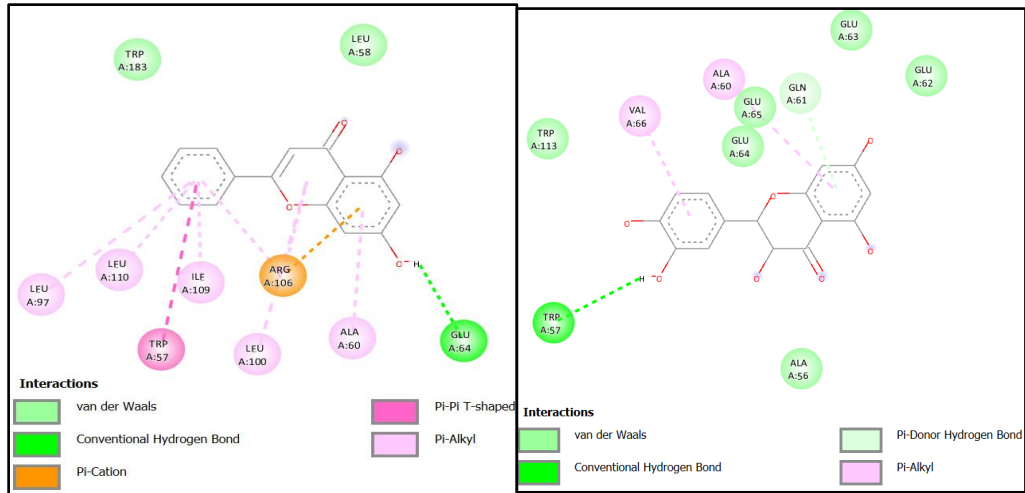 TRP
A:183
LEU
A:58
O
O
O
O⁻ H
LEU
A:97
LEU
A:110
ILE
A:109
ARG
A:106
TRP
A:57
LEU
A:100
ALA
A:60
GLU
A:64
Interactions
van der Waals
Conventional Hydrogen Bond
Pi-Cation
Pi-Pi T-shaped
Pi-Alkyl
GLU
A:63
GLU
A:62
ALA
A:60
GLN
A:61
GLU
A:65
VAL
A:66
GLU
A:64
TRP
A:113
O
O
O
O
O
O
O
H
TRP
A:57
ALA
A:56
Interactions
van der Waals
Conventional Hydrogen Bond
Pi-Donor Hydrogen Bond
Pi-Alkyl